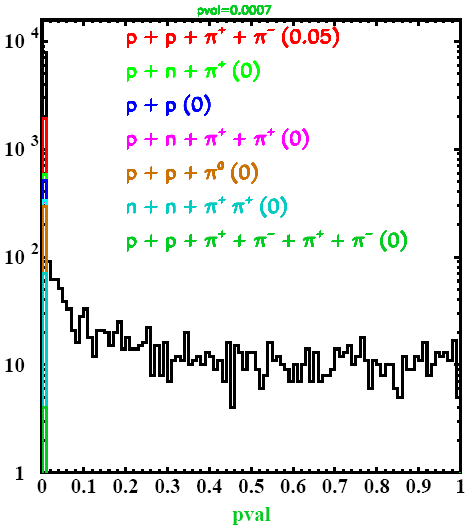 pval=0.0007
10⁴
p + p + π⁺ + π⁻ (0.05)
p + n + π⁺ (0)
p + p (0)
p + n + π⁺ + π⁺ (0)
10³
p + p + π⁰ (0)
n + n + π⁺ π⁺ (0)
p + p + π⁺ + π⁻ + π⁺ + π⁻ (0)
10²
10
1
0 0.1 0.2 0.3 0.4 0.5 0.6 0.7 0.8 0.9 1
pval